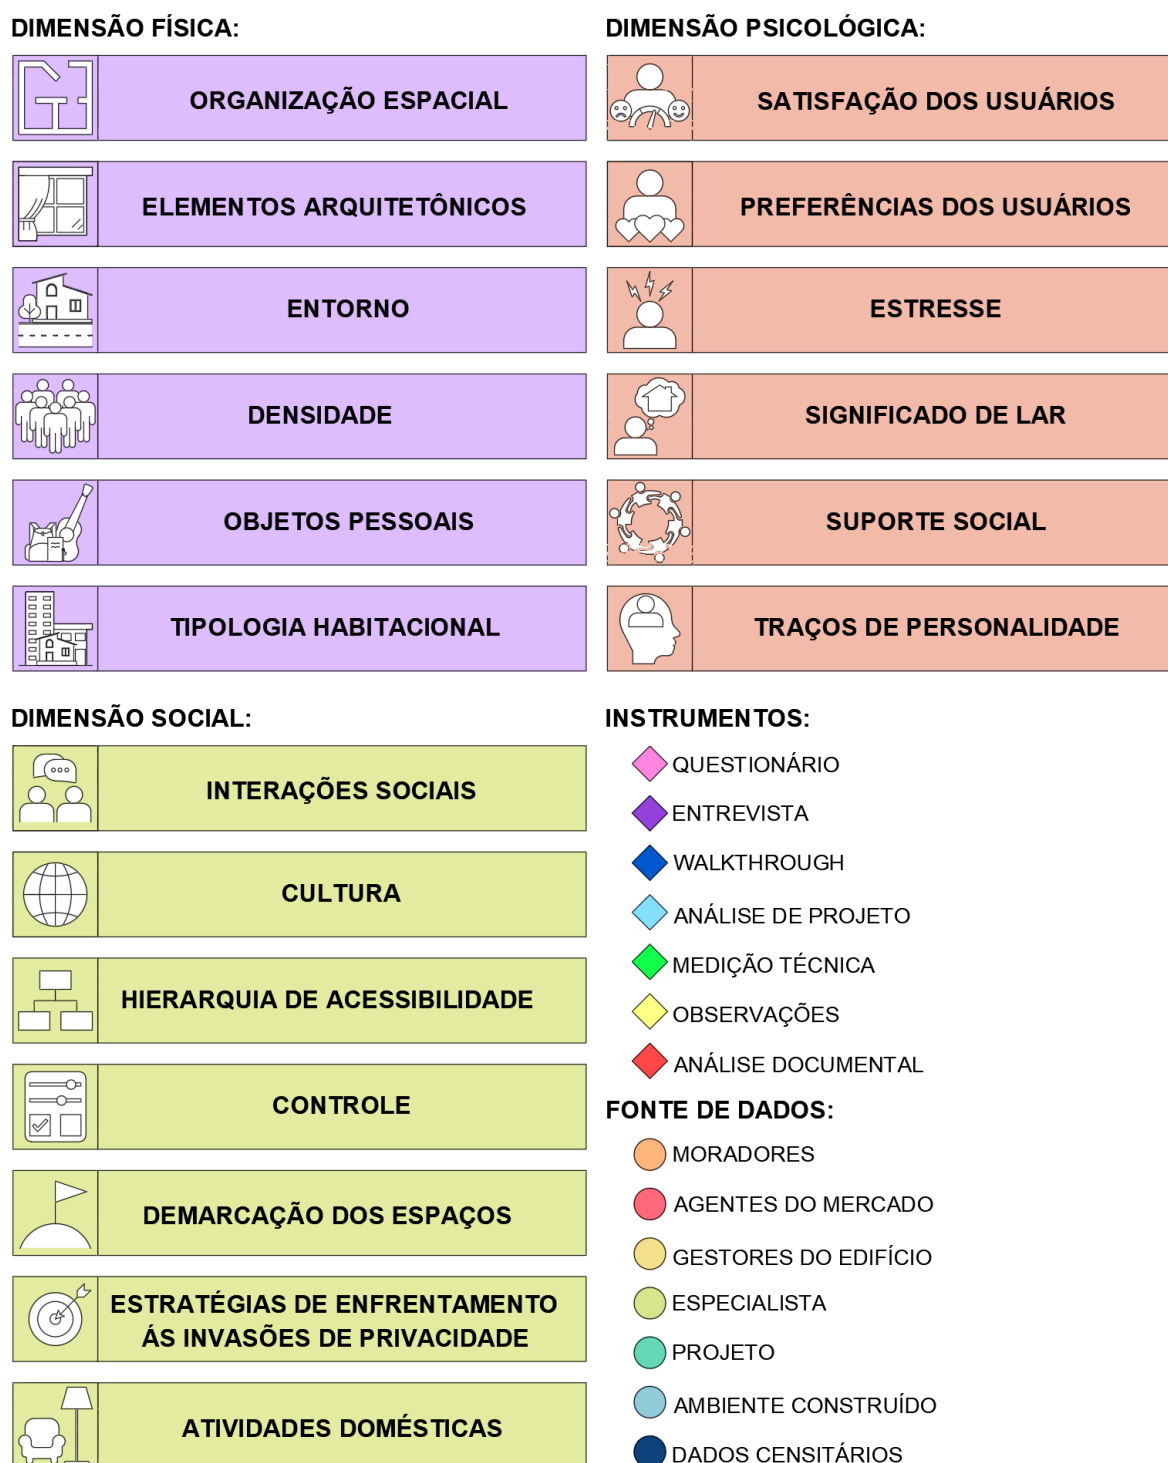 DIMENSÃO FÍSICA:
ORGANIZAÇÃO ESPACIAL
ELEMENTOS ARQUITETÔNICOS
ENTORNO
DENSIDADE
OBJETOS PESSOAIS
TIPOLOGIA HABITACIONAL
DIMENSÃO PSICOLÓGICA:
SATISFAÇÃO DOS USUÁRIOS
PREFERÊNCIAS DOS USUÁRIOS
ESTRESSE
SIGNIFICADO DE LAR
SUPORTE SOCIAL
TRAÇOS DE PERSONALIDADE
DIMENSÃO SOCIAL:
INTERAÇÕES SOCIAIS
CULTURA
HIERARQUIA DE ACESSIBILIDADE
CONTROLE
DEMARCAÇÃO DOS ESPAÇOS
ESTRATÉGIAS DE ENFRENTAMENTO
ÁS INVASÕES DE PRIVACIDADE
ATIVIDADES DOMÉSTICAS
INSTRUMENTOS:
QUESTIONÁRIO
ENTREVISTA
WALKTHROUGH
ANÁLISE DE PROJETO
MEDIÇÃO TÉCNICA
OBSERVAÇÕES
ANÁLISE DOCUMENTAL
FONTE DE DADOS:
MORADORES
AGENTES DO MERCADO
GESTORES DO EDIFÍCIO
ESPECIALISTA
PROJETO
AMBIENTE CONSTRUÍDO
DADOS CENSITÁRIOS